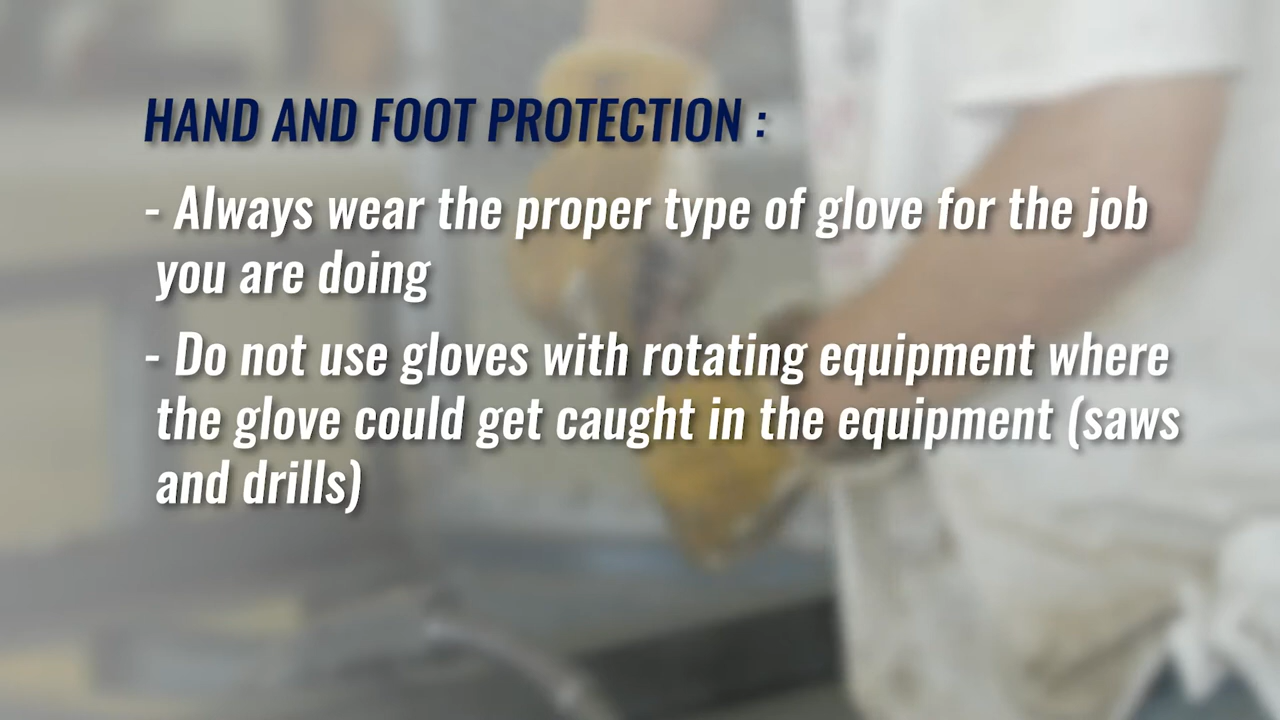 HAND AND FOOT PROTECTION :
- Always wear the proper type of glove for the job
you are doing
- Do not use gloves with rotating equipment where
the glove could get caught in the equipment (saws
and drills)